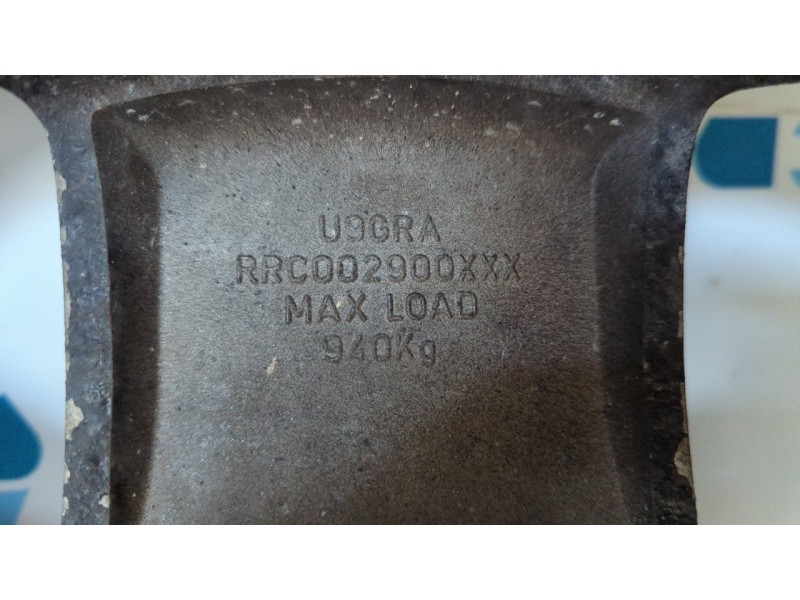 U9GRA
RRC002900XXX
MAX LOAD
940Kg